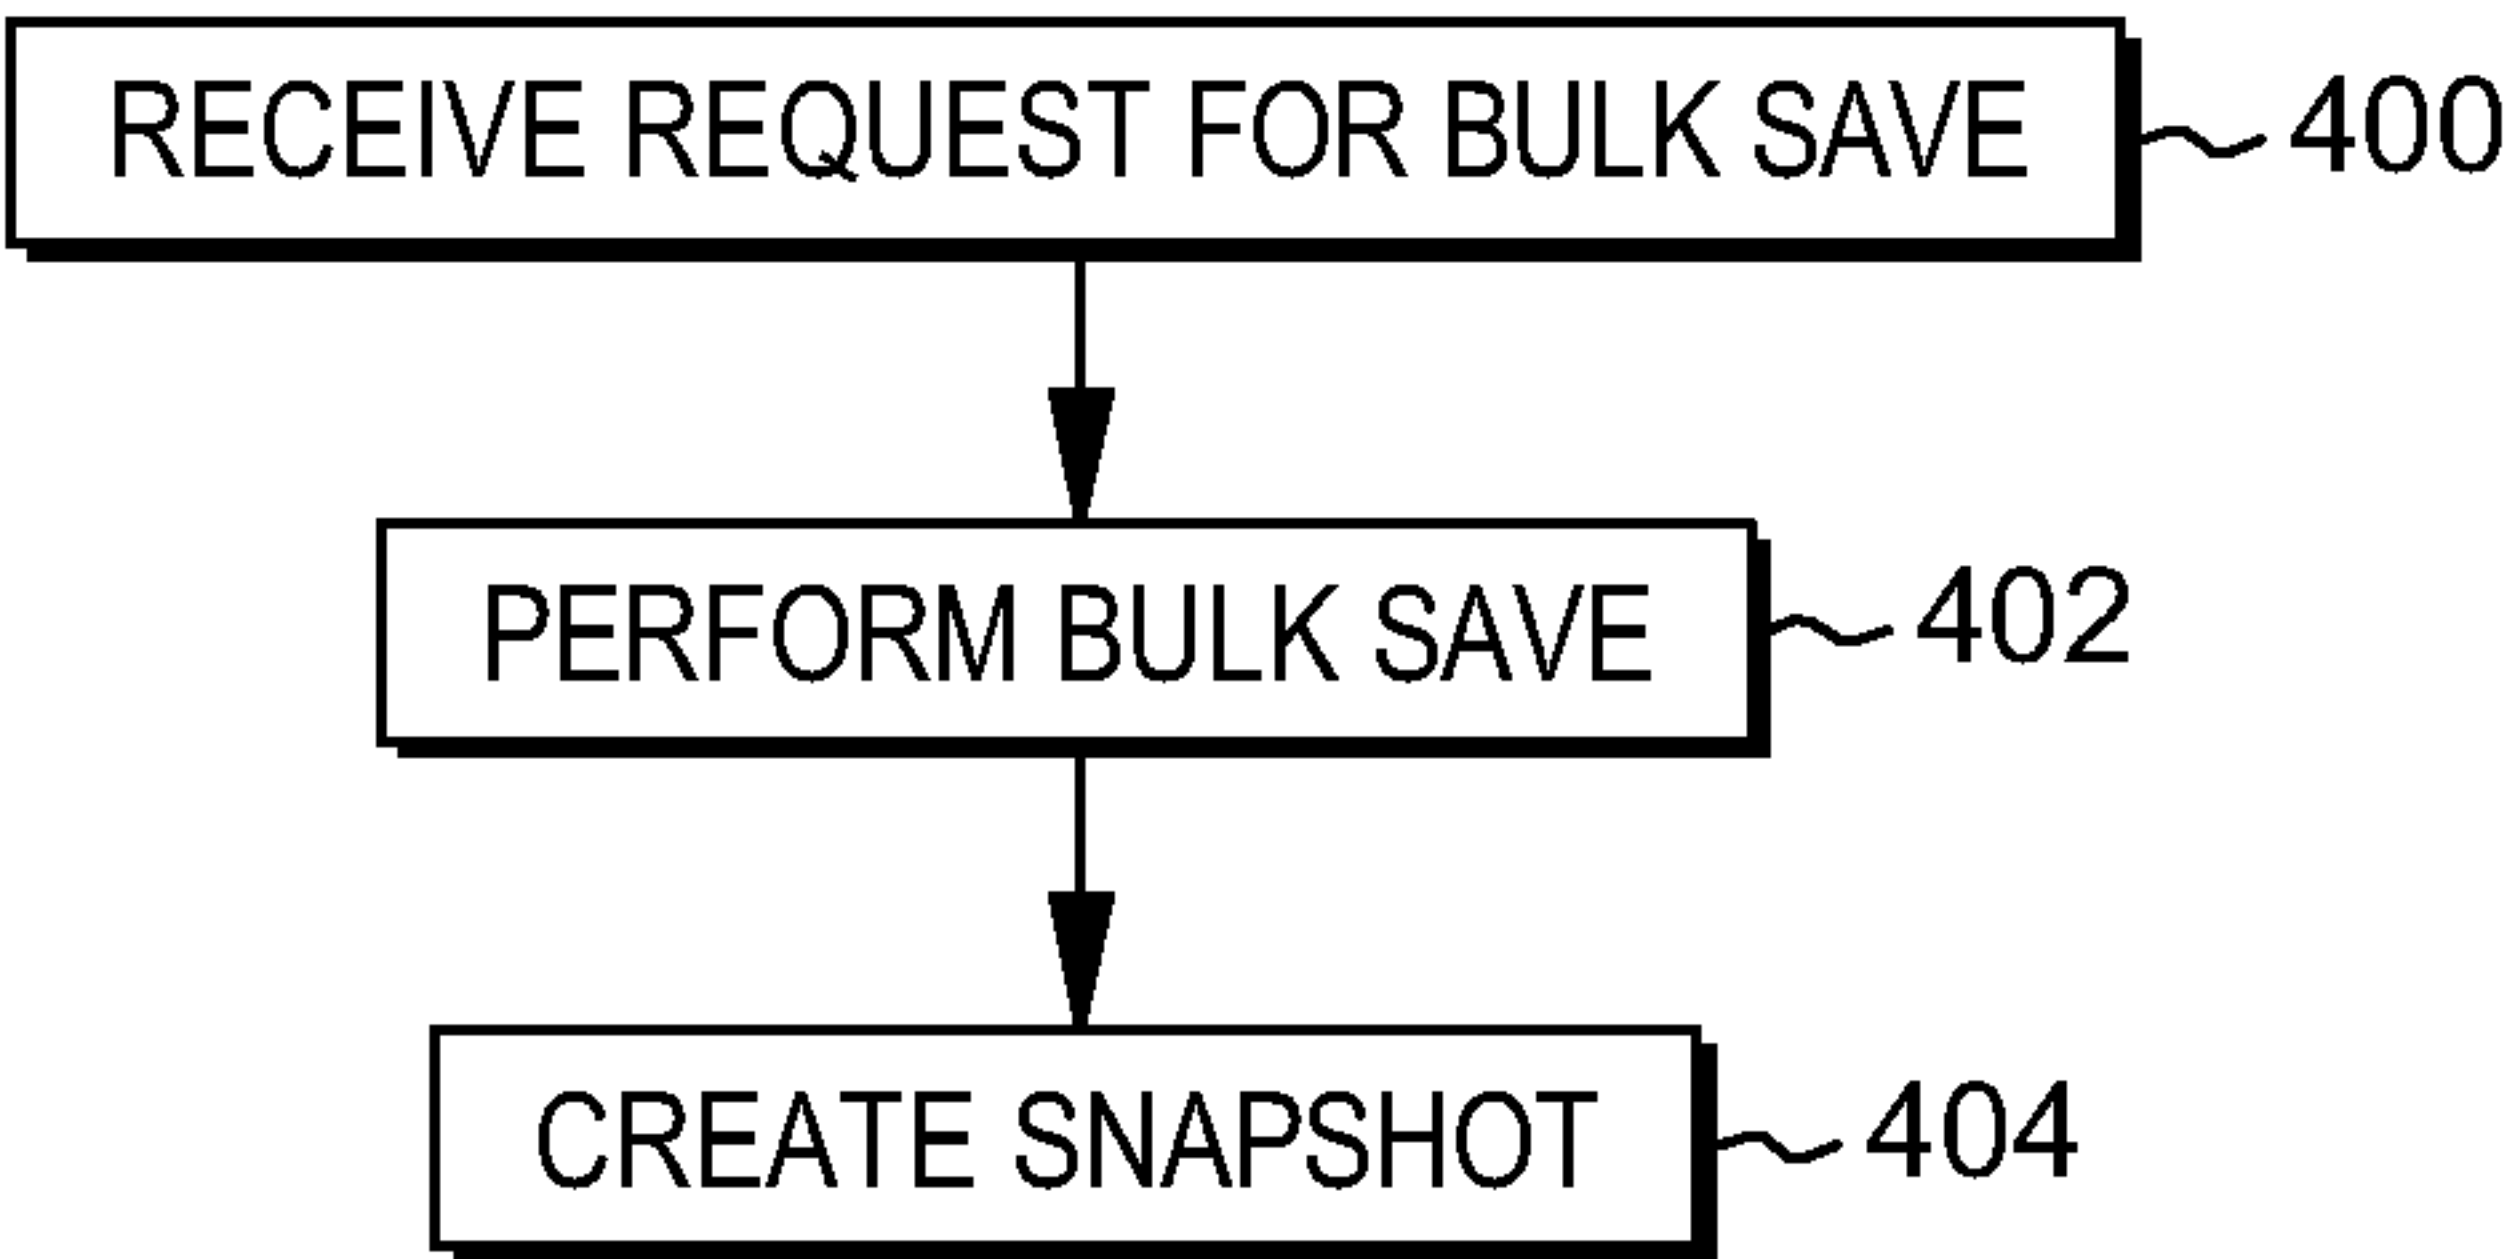 RECEIVE REQUEST FOR BULK SAVE 400
PERFORM BULK SAVE 402
CREATE SNAPSHOT 404